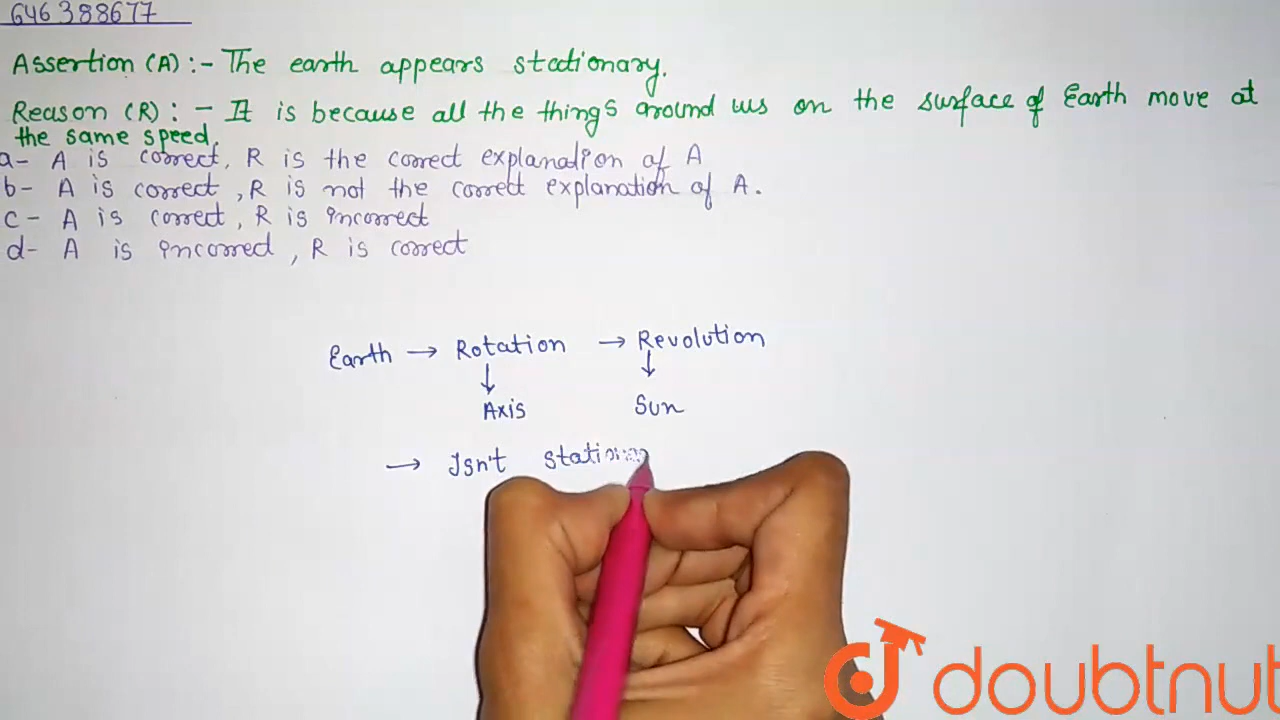 646388677
Assertion (A) :- The earth appears stationary.
Reason (R) : - It is because all the things around us on the surface of Earth move at
the same speed.
a- A is correct, R is the correct explanation of A
b- A is correct, R is not the correct explanation of A.
c- A is correct, R is incorrect
d- A is incorrect, R is correct
Earth → Rotation → Revolution
↓ ↓
Axis Sun
→ Isn't
doubtnut